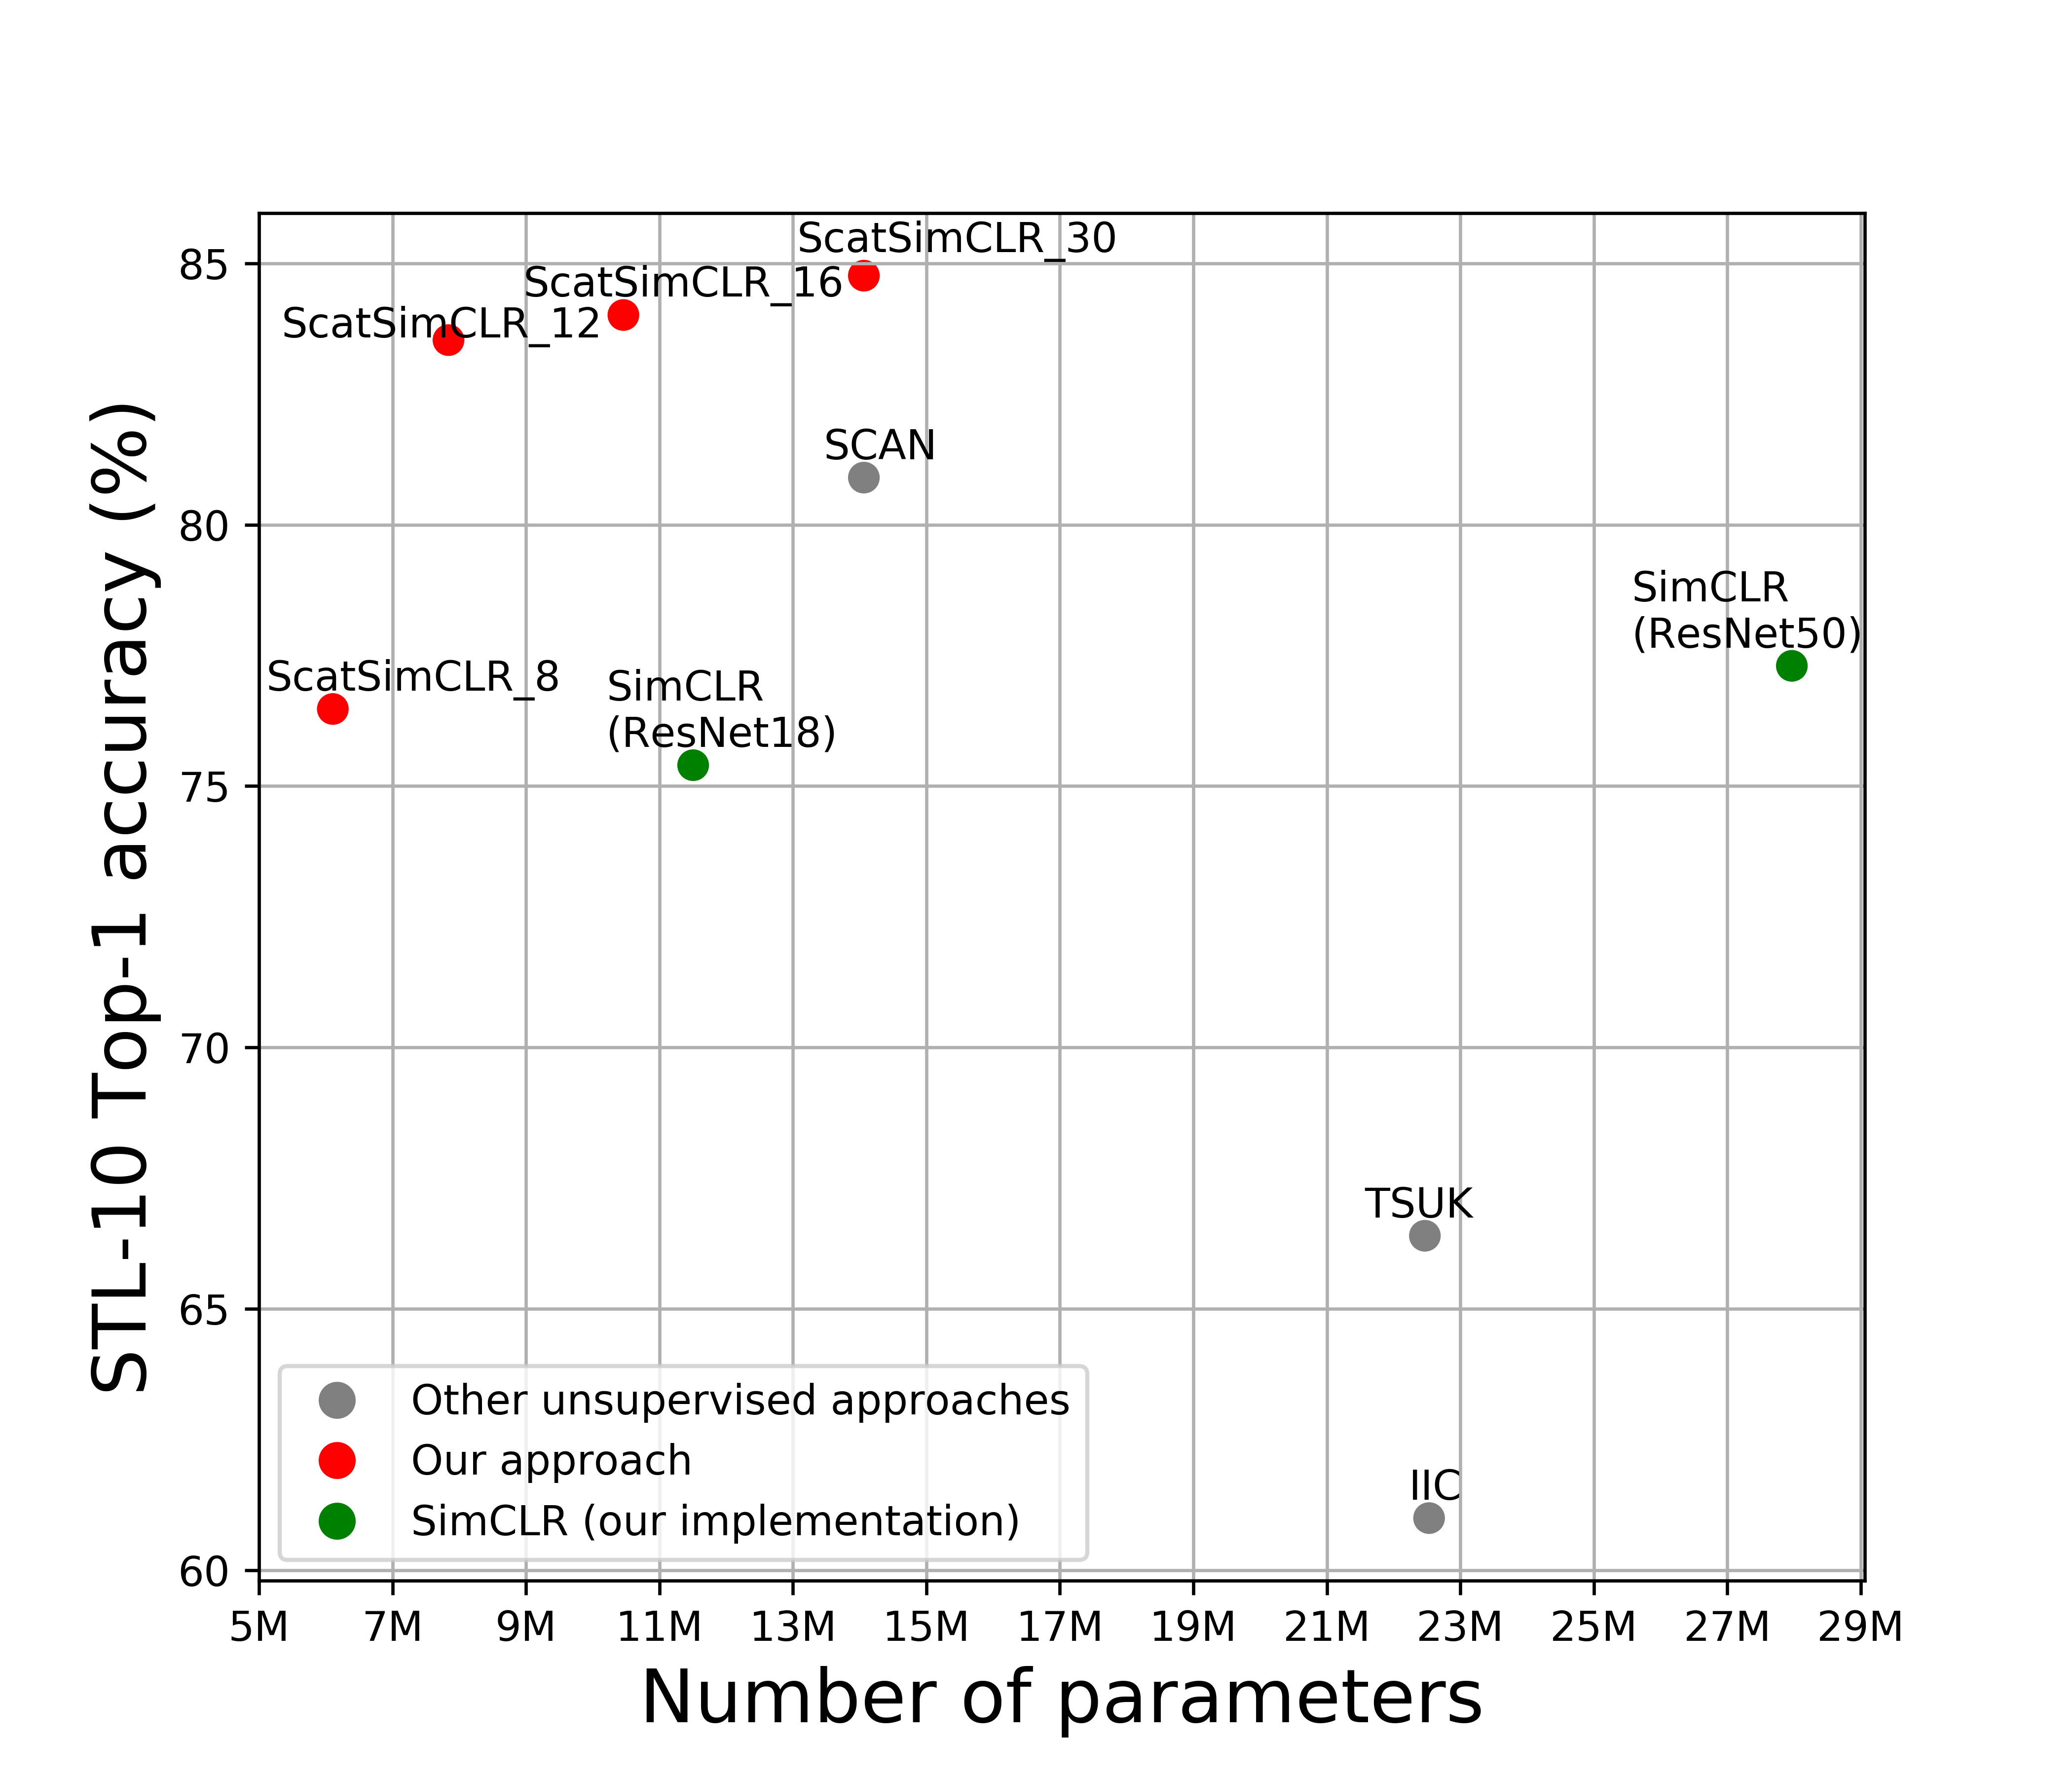 ScatSimCLR_30
ScatSimCLR_16
ScatSimCLR_12
SCAN
SimCLR
(ResNet50)
ScatSimCLR_8
SimCLR
(ResNet18)
TSUK
IIC
STL-10 Top-1 accuracy (%)
85
80
75
70
65
60
Other unsupervised approaches
Our approach
SimCLR (our implementation)
5M 7M 9M 11M 13M 15M 17M 19M 21M 23M 25M 27M 29M
Number of parameters